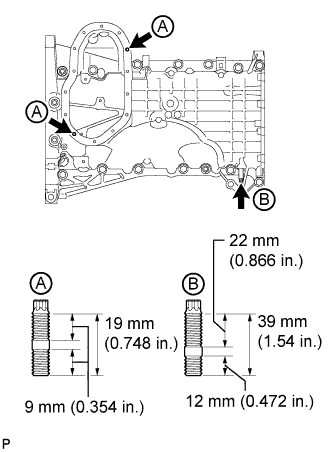 A
A
B
22 mm
(0.866 in.)
A
B
19 mm
(0.748 in.)
39 mm
(1.54 in.)
9 mm (0.354 in.)
12 mm (0.472 in.)
P